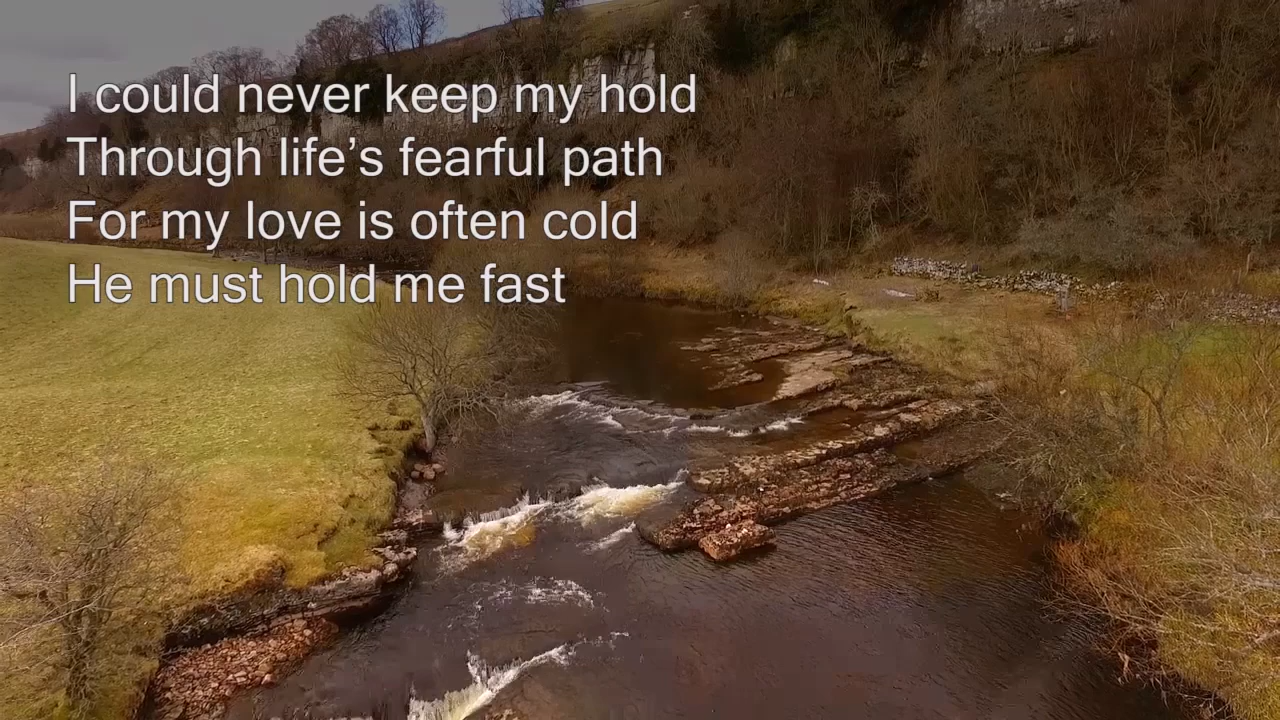 I could never keep my hold
Through life’s fearful path
For my love is often cold
He must hold me fast